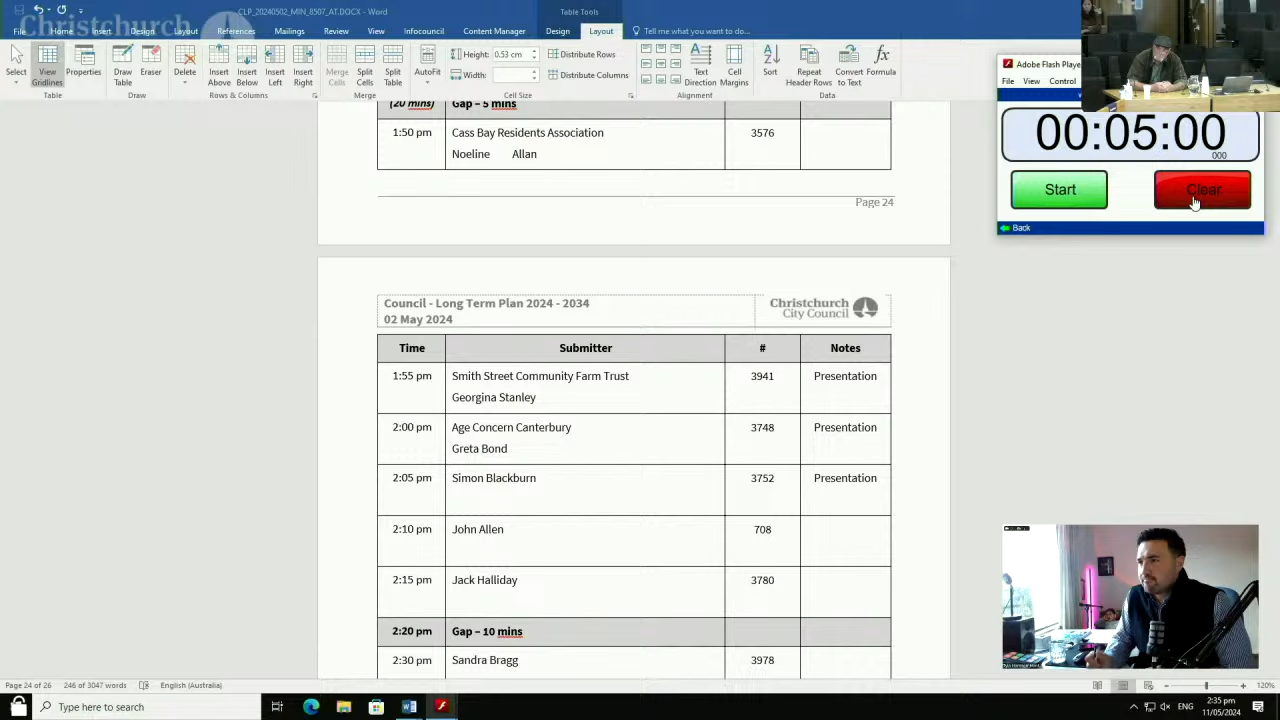 Christchurch
CLP_20240502_MIN_8507_AT.DOCX - Word
Table Tools
File Home Insert Design Layout References Mailings Review View Infocouncil Content Manager Design Layout Tell me what you want to do...
Select View Gridlines Properties Draw Table Eraser Delete Insert Above Insert Below Insert Left Insert Right Merge Cells Split Cells Split Table AutoFit Height: 0.53 cm Width: Distribute Rows Distribute Columns Text Direction Cell Margins Sort Repeat Header Rows Convert to Text Formula
Table Draw Rows & Columns Merge Cell Size Alignment Data
(20 mins) Gap – 5 mins
1:50 pm Cass Bay Residents Association 3576
Noeline Allan
Page 24
Council - Long Term Plan 2024 - 2034
02 May 2024
Christchurch
City Council
Time Submitter # Notes
1:55 pm Smith Street Community Farm Trust 3941 Presentation
Georgina Stanley
2:00 pm Age Concern Canterbury 3748 Presentation
Greta Bond
2:05 pm Simon Blackburn 3752 Presentation
2:10 pm John Allen 708
2:15 pm Jack Halliday 3780
2:20 pm Gap – 10 mins
2:30 pm Sandra Bragg 3978
Adobe Flash Playe
File View Control
00:05:00
000
Start Clear
Back
Page 24 of 26 246 of 3047 words English (Australia) 120%
Type here to search
ENG
2:35 pm
11/05/2024